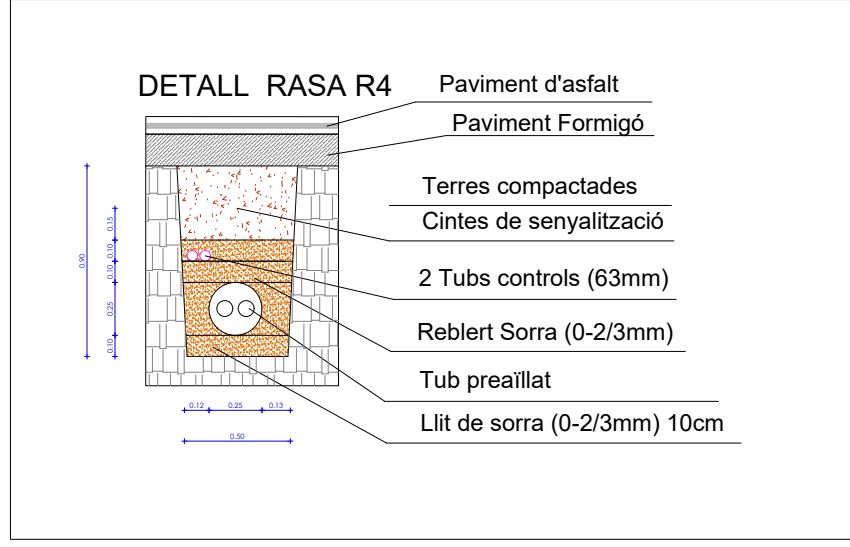 DETALL RASA R4
Paviment d'asfalt
Paviment Formigó
Terres compactades
Cintes de senyalització
2 Tubs controls (63mm)
Reblert Sorra (0-2/3mm)
Tub preaïllat
Llit de sorra (0-2/3mm) 10cm
0.90
0.15
0.10
0.10
0.25
0.10
0.12 0.25 0.13
0.50